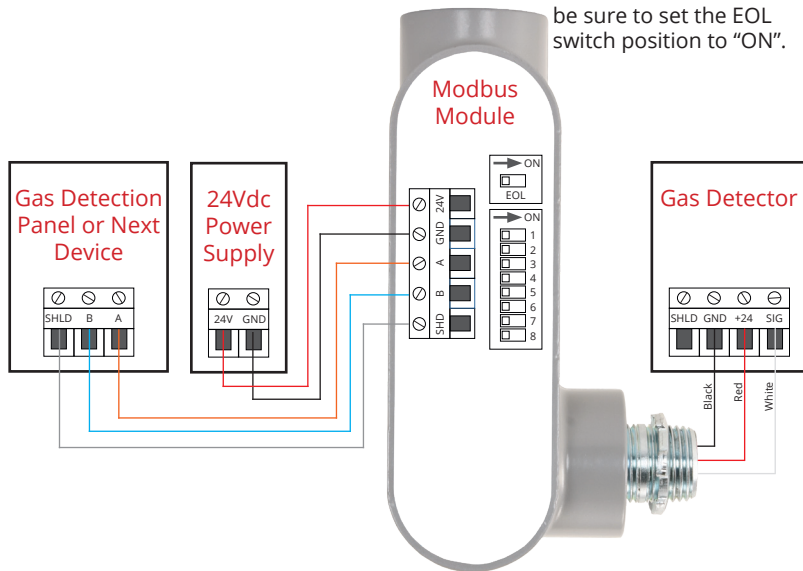 be sure to set the EOL
switch position to “ON”.
Modbus
Module
Gas Detection
Panel or Next
Device
SHLD B A
24Vdc
Power
Supply
24V GND
24V
GND
A
B
SHD
ON
EOL
ON
1
2
3
4
5
6
7
8
Gas Detector
SHLD GND +24 SIG
Black
Red
White